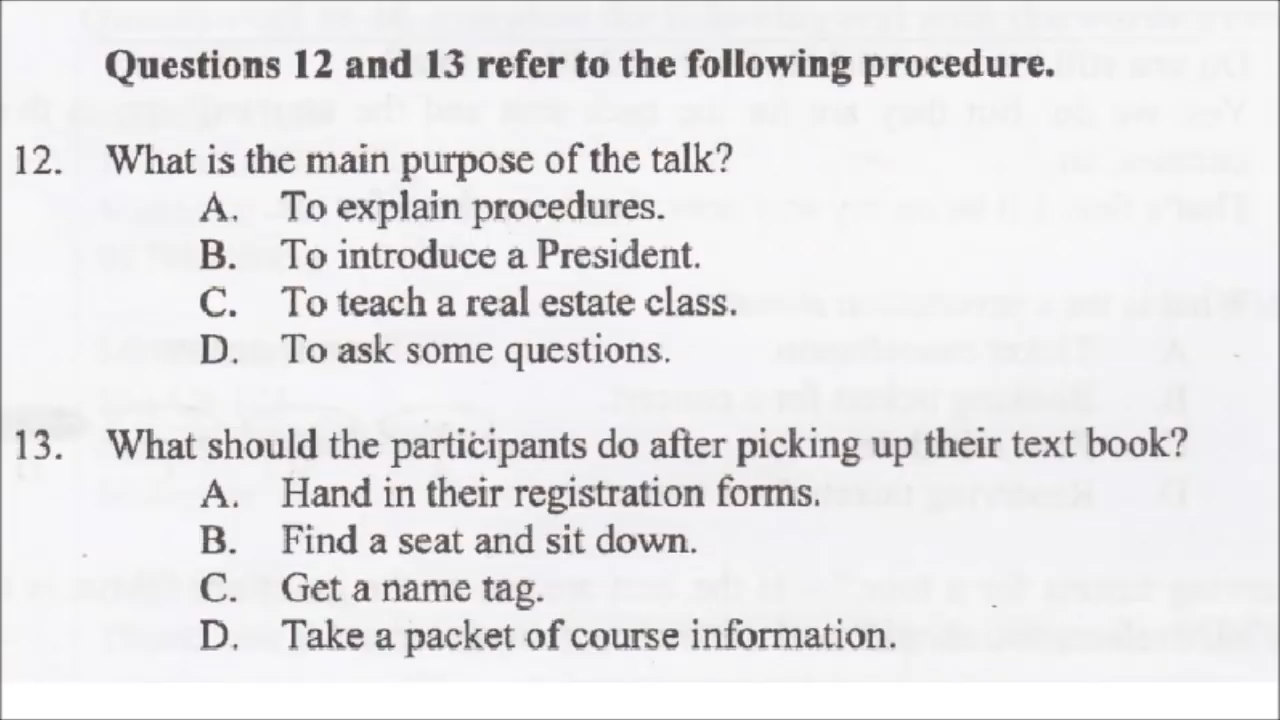 Questions 12 and 13 refer to the following procedure.
12. What is the main purpose of the talk?
A. To explain procedures.
B. To introduce a President.
C. To teach a real estate class.
D. To ask some questions.
13. What should the participants do after picking up their text book?
A. Hand in their registration forms.
B. Find a seat and sit down.
C. Get a name tag.
D. Take a packet of course information.